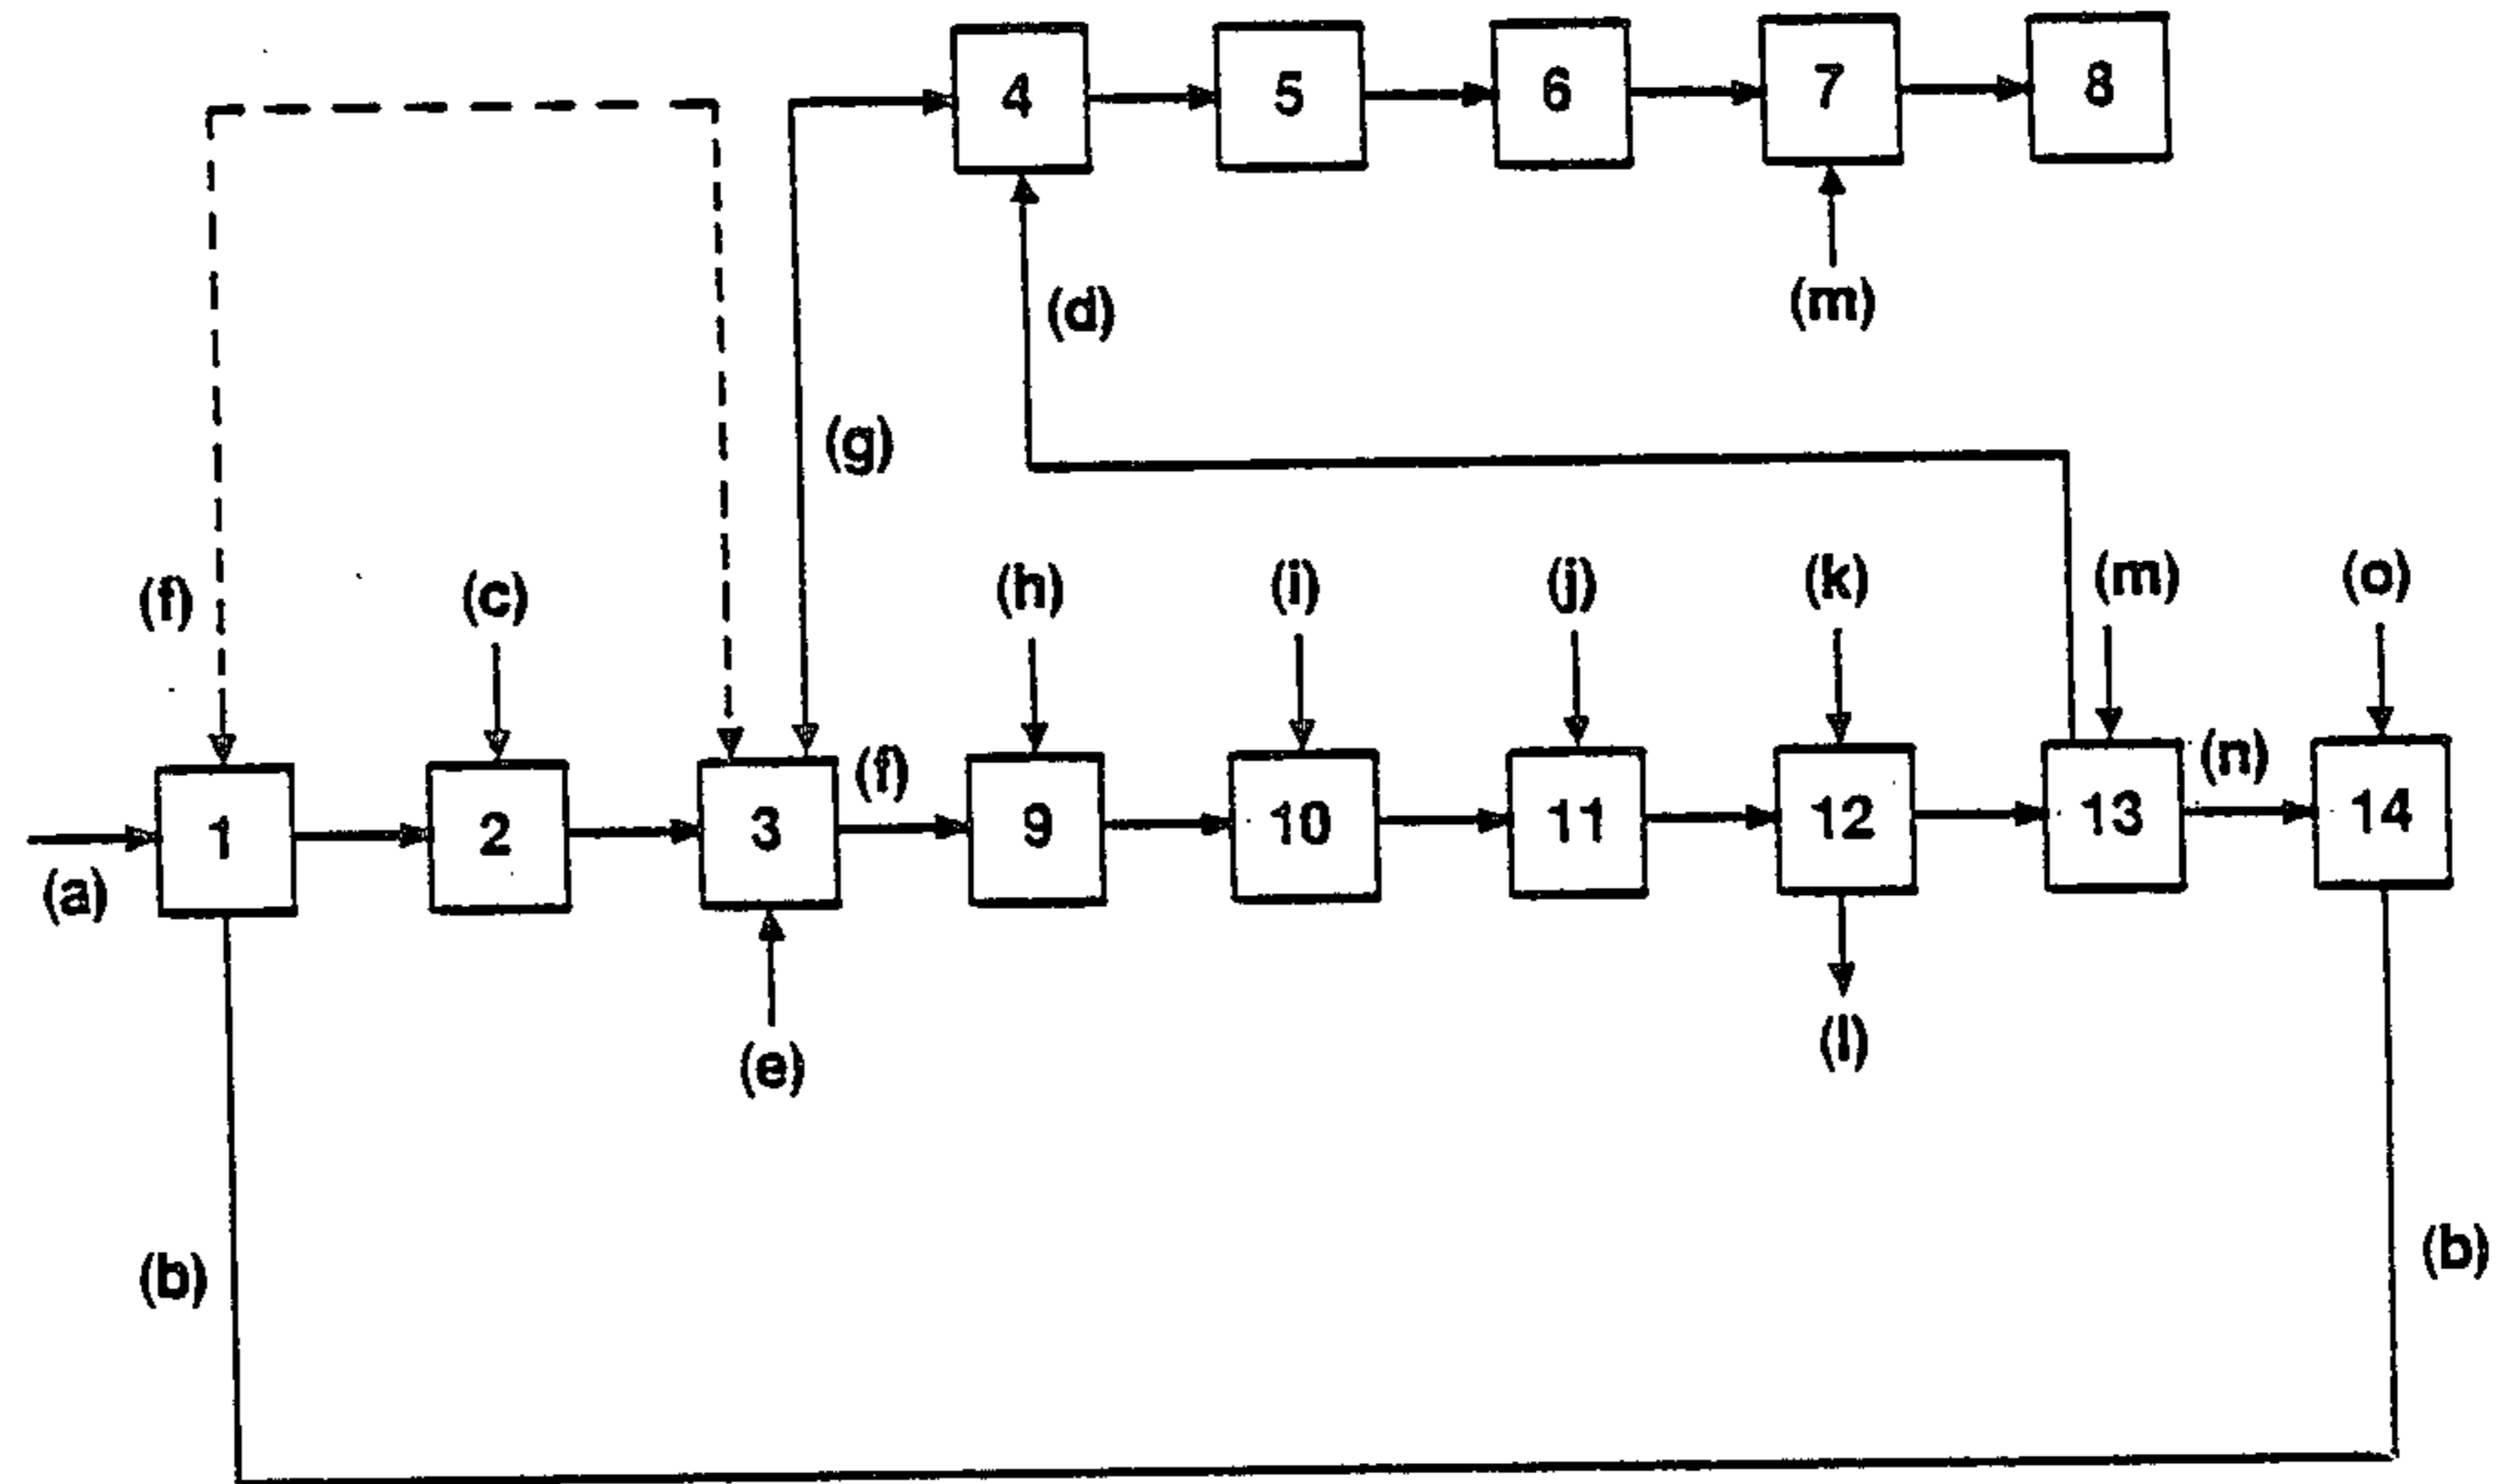 4 5 6 7 8
(d)
(m)
(g)
(f) (c) (h) (i) (j) (k) (m) (o)
(f) (n)
1 2 3 9 10 11 12 13 14
(a)
(e) (l)
(b) (b)